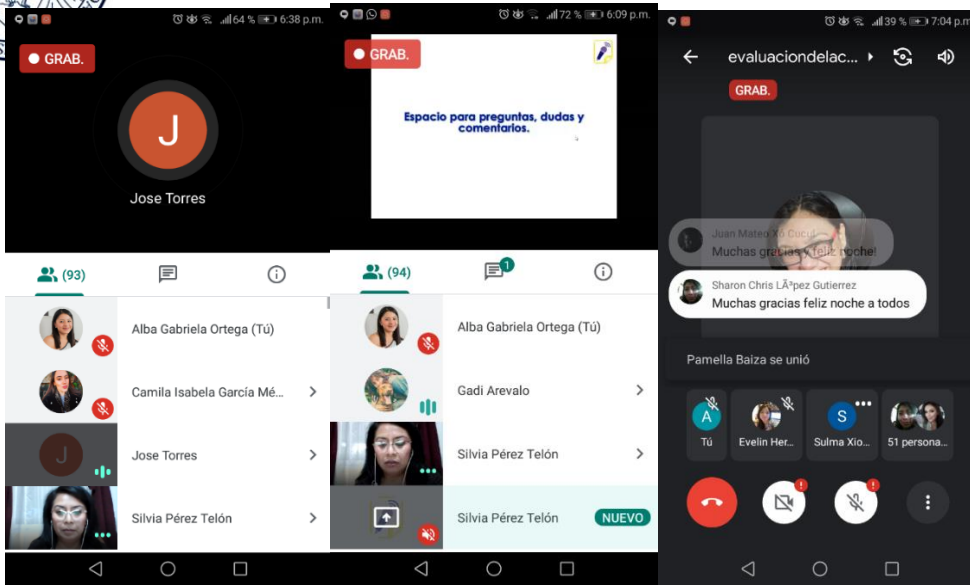 64 % 6:38 p.m.
GRAB.
J
Jose Torres
(93)
Alba Gabriela Ortega (Tú)
Camila Isabela García Mé...
J
Jose Torres
Silvia Pérez Telón
72 % 6:09 p.m.
GRAB.
Espacio para preguntas, dudas y
comentarios.
(94)
1
Alba Gabriela Ortega (Tú)
Gadi Arevalo
Silvia Pérez Telón
Silvia Pérez Telón NUEVO
39 % 7:04 p.m
evaluaciondelac...
GRAB.
Juan Mateo Xó Cucul
Muchas gracias y feliz noche!
Sharon Chris LÃ³pez Gutierrez
Muchas gracias feliz noche a todos
Pamella Baiza se unió
A
S
Tú Evelin Her... Sulma Xio... 51 persona...